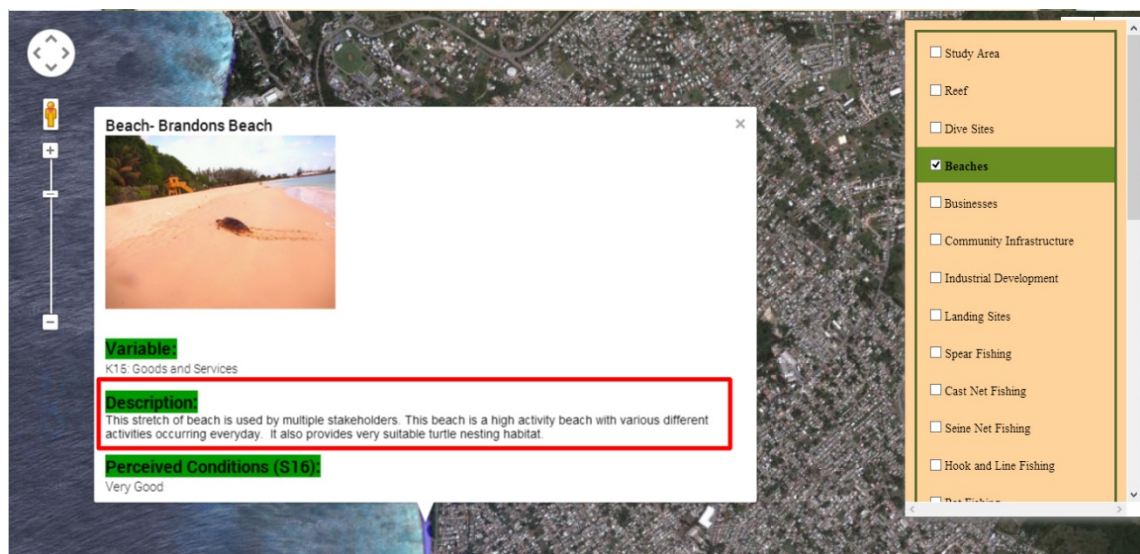 Beach- Brandons Beach
×
Variable:
K15: Goods and Services
Description:
This stretch of beach is used by multiple stakeholders. This beach is a high activity beach with various different
activities occurring everyday. It also provides very suitable turtle nesting habitat.
Perceived Conditions (S16):
Very Good
Study Area
Reef
Dive Sites
Beaches
Businesses
Community Infrastructure
Industrial Development
Landing Sites
Spear Fishing
Cast Net Fishing
Seine Net Fishing
Hook and Line Fishing